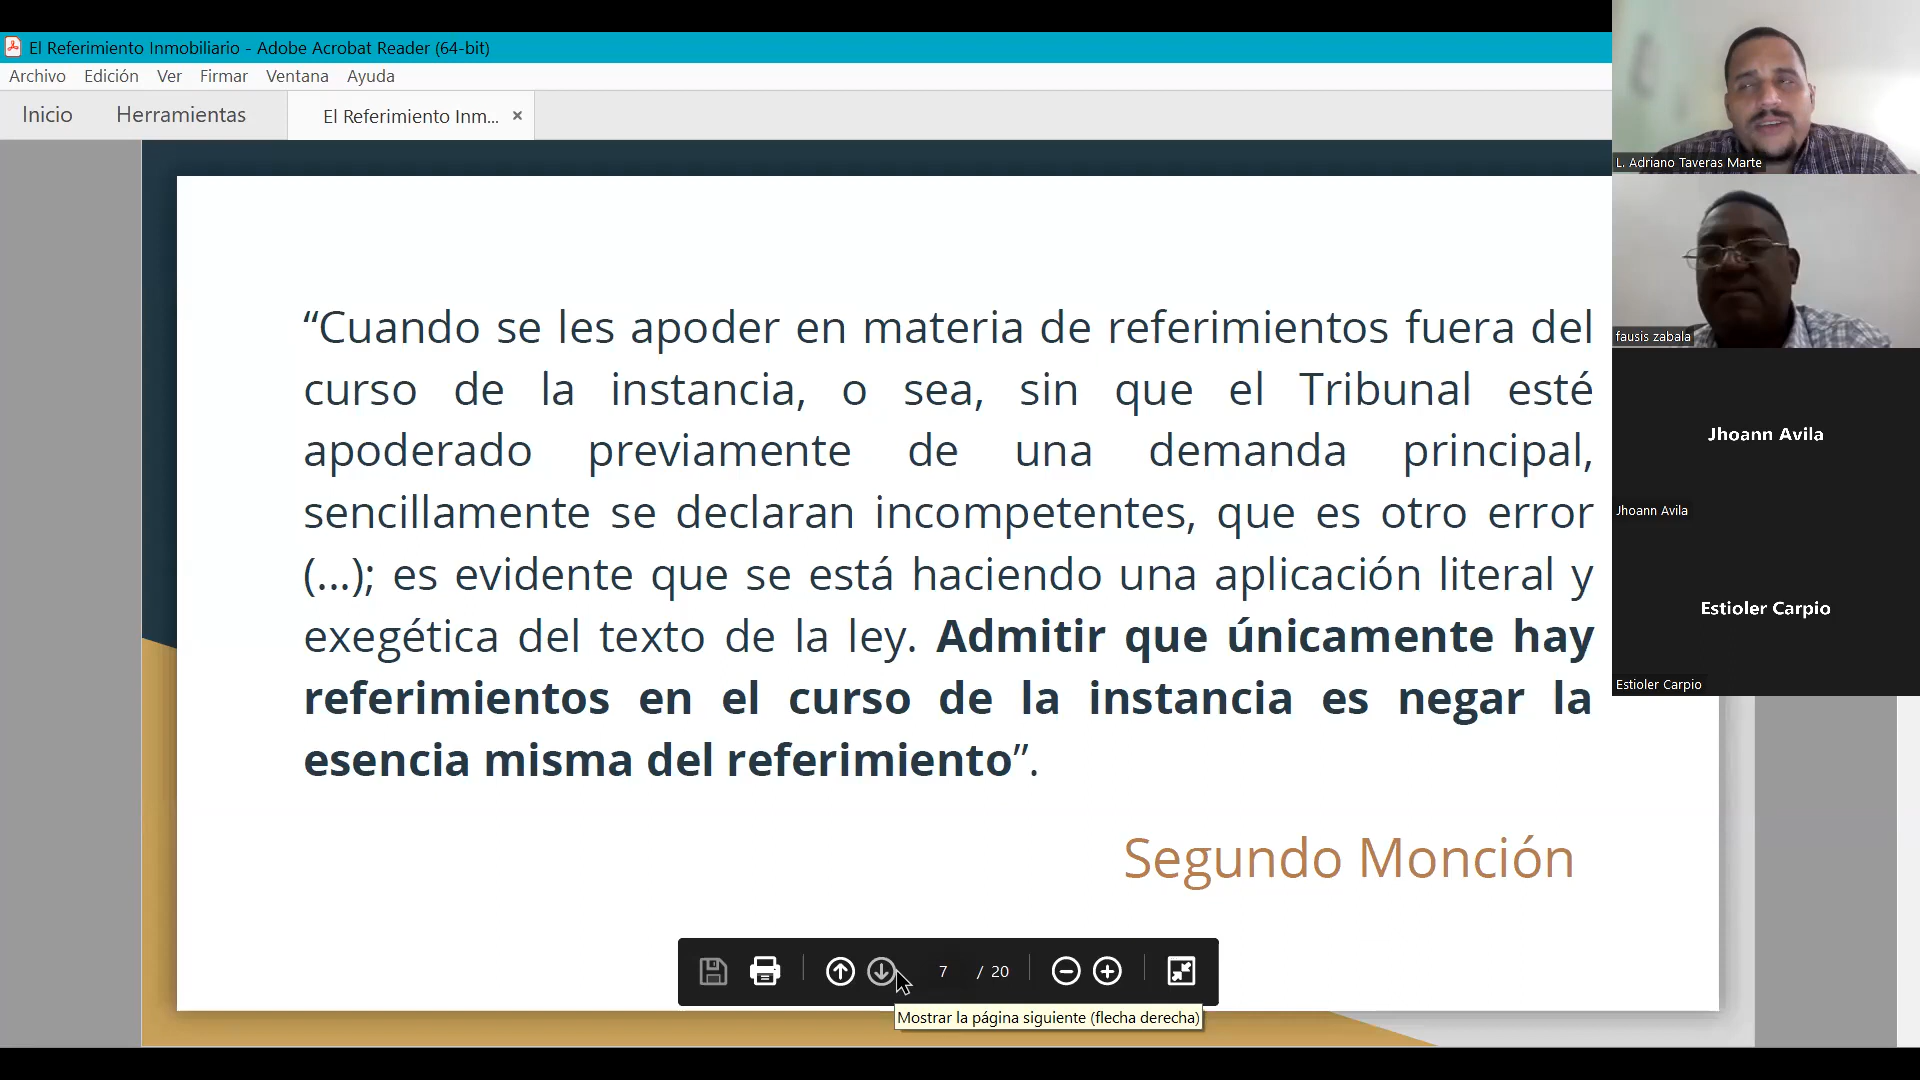 El Referimiento Inmobiliario - Adobe Acrobat Reader (64-bit)
Archivo Edición Ver Firmar Ventana Ayuda
Inicio Herramientas El Referimiento Inm... ×
“Cuando se les apoder en materia de referimientos fuera del
curso de la instancia, o sea, sin que el Tribunal esté
apoderado previamente de una demanda principal,
sencillamente se declaran incompetentes, que es otro error
(...); es evidente que se está haciendo una aplicación literal y
exegética del texto de la ley. Admitir que únicamente hay
referimientos en el curso de la instancia es negar la
esencia misma del referimiento”.
Segundo Monción
7 / 20
Mostrar la página siguiente (flecha derecha)
L. Adriano Taveras Marte
fausis zabala
Jhoann Avila
Jhoann Avila
Estioler Carpio
Estioler Carpio